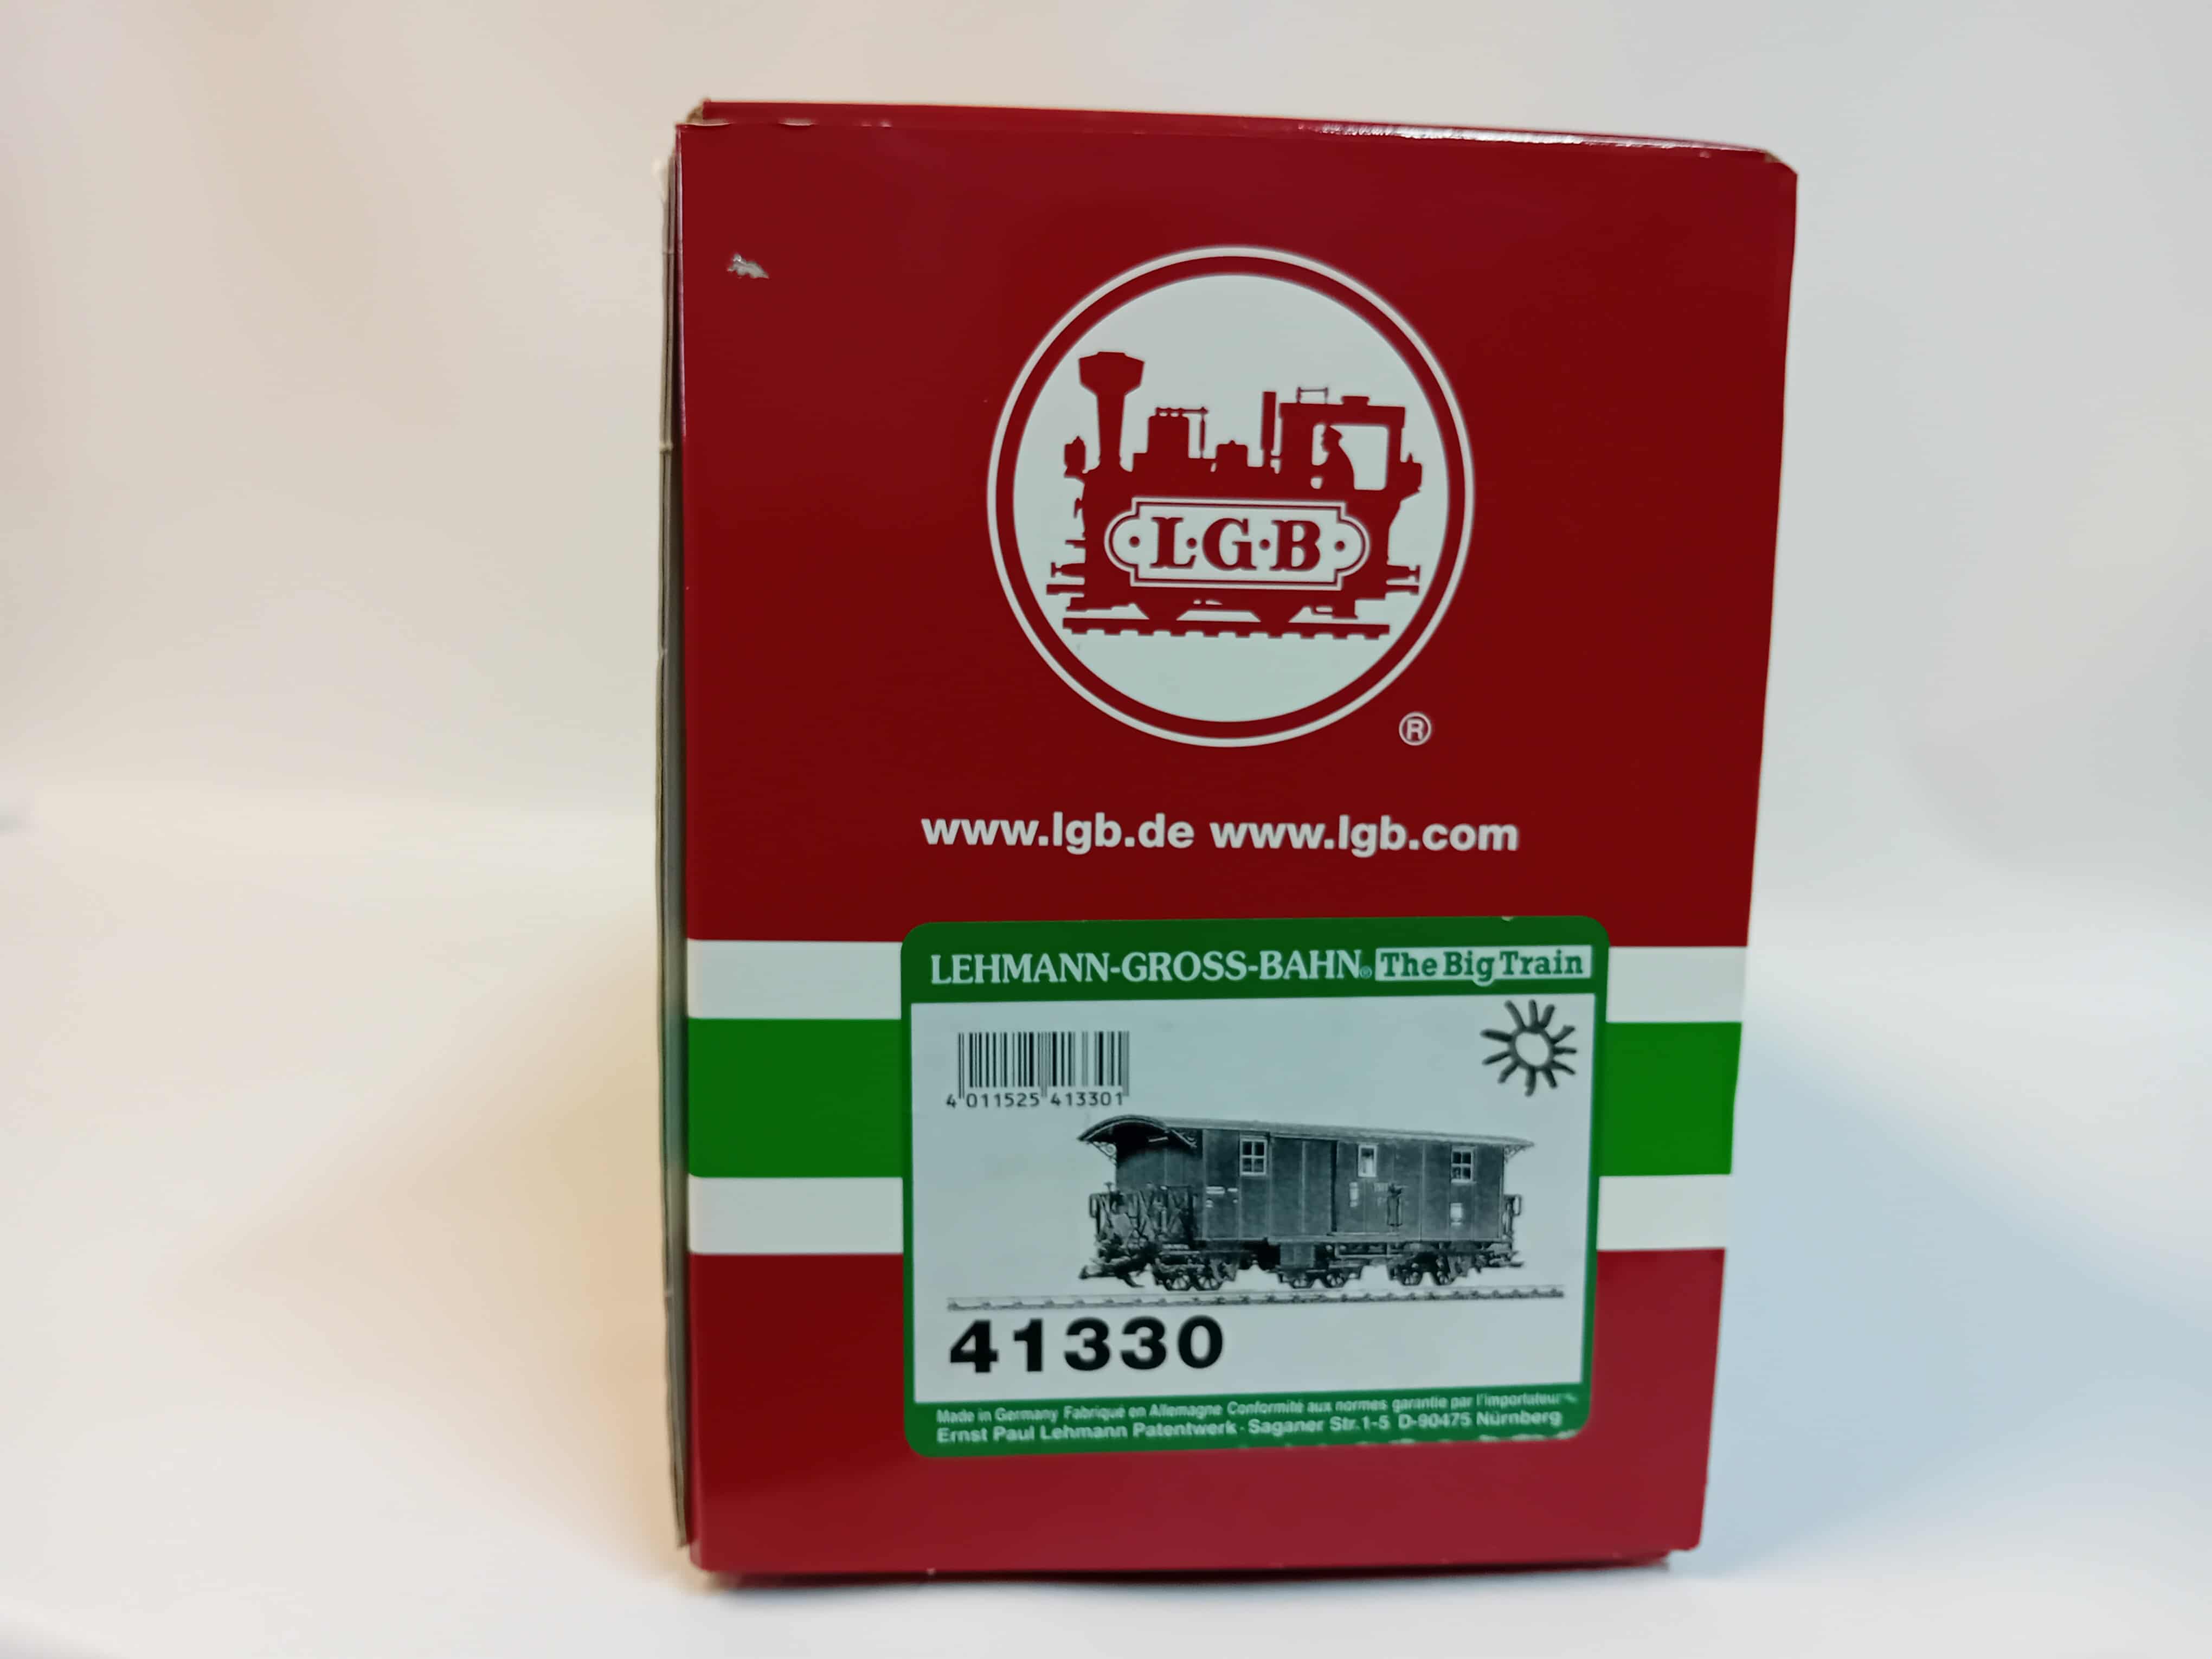 L·G·B
®
www.lgb.de www.lgb.com
LEHMANN-GROSS-BAHN® The Big Train
4 011525 413301
41330
Made in Germany Fabriqué en Allemagne Conformité aux normes garantie par l'importateur
Ernst Paul Lehmann Patentwerk · Saganer Str. 1-5 D-90475 Nürnberg